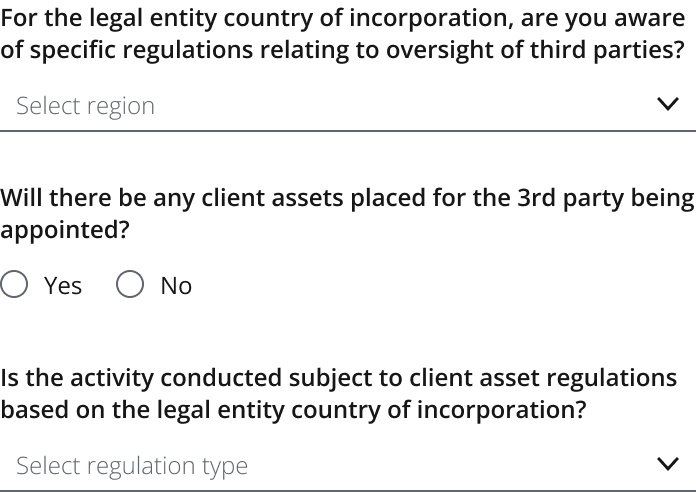 For the legal entity country of incorporation, are you aware
of specific regulations relating to oversight of third parties?
Select region
Will there be any client assets placed for the 3rd party being
appointed?
Yes No
Is the activity conducted subject to client asset regulations
based on the legal entity country of incorporation?
Select regulation type